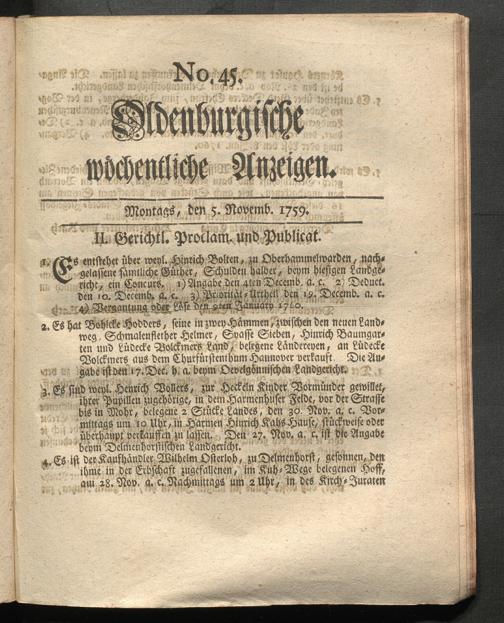 No. 45.
Oldenburgische
wöchentliche Anzeigen.
Montags, den 5. Novemb. 1759.
II. Gerichtl. Proclam. und Publicat.
1. Es entstehet über weyl. Hinrich Bolten, zu Oberhammelwarden, nach-
gelassene sämtliche Güther, Schulden halber, beym hiesigen Landge-
richt, ein Concurs. 1) Angabe den 4ten Decemb. a. c. 2) Deduct.
den 10. Decemb. a. c. 3) Priorität-Urtheil den 19. Decemb. a. c.
4) Vergantung oder Löse den 9ten Januarij 1760.
2. Es hat Bohlcke Hodders, seine in zwey Hämmen, zwischen den neuen Land-
weg, Schmalenflether Helmer, Spasse Sieben, Hinrich Baumgar-
ten und Lüdecke Volckmers Land, belegene Ländereyen, an Lüdecke
Volckmers aus dem Churfürstenthum Hannover verkauft. Die An-
gabe ist den 17. Dec. h. a. beym Ovelgönnischen Landgericht.
3. Es sind weyl. Henrich Vollers, zur Heckeln Kinder Vormünder gewillet,
ihrer Pupillen zugehörige, in dem Harmenhuser Felde, vor der Strasse
bis in Mohr, belegene 2 Stücke Landes, den 30. Nov. a. c. Vor-
mittags um 10 Uhr, in Harmen Hinrich Kahls Hause, stückweise oder
überhaupt verkauffen zu lassen. Den 27. Nov. a. c. ist die Angabe
beym Delmenhorstischen Landgericht.
4. Es ist der Kaufhändler Wilhelm Osterloh, zu Delmenhorst, gesonnen, den
ihme in der Erbschaft zugefallenen, im Kuh-Wege belegenen Hoff,
am 28. Nov. a. c. Nachmittags um 2 Uhr, in des Kirch-Juraten